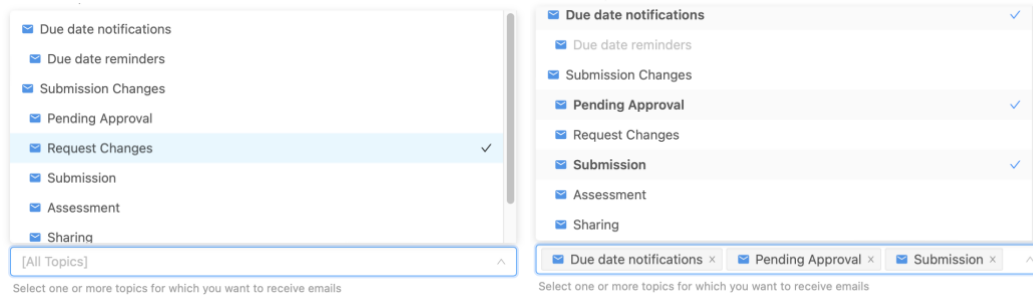 Due date notifications
Due date reminders
Submission Changes
Pending Approval
Request Changes
Submission
Assessment
Sharing
[All Topics]
Select one or more topics for which you want to receive emails
Due date notifications
Due date reminders
Submission Changes
Pending Approval
Request Changes
Submission
Assessment
Sharing
Due date notifications × Pending Approval × Submission ×
Select one or more topics for which you want to receive emails